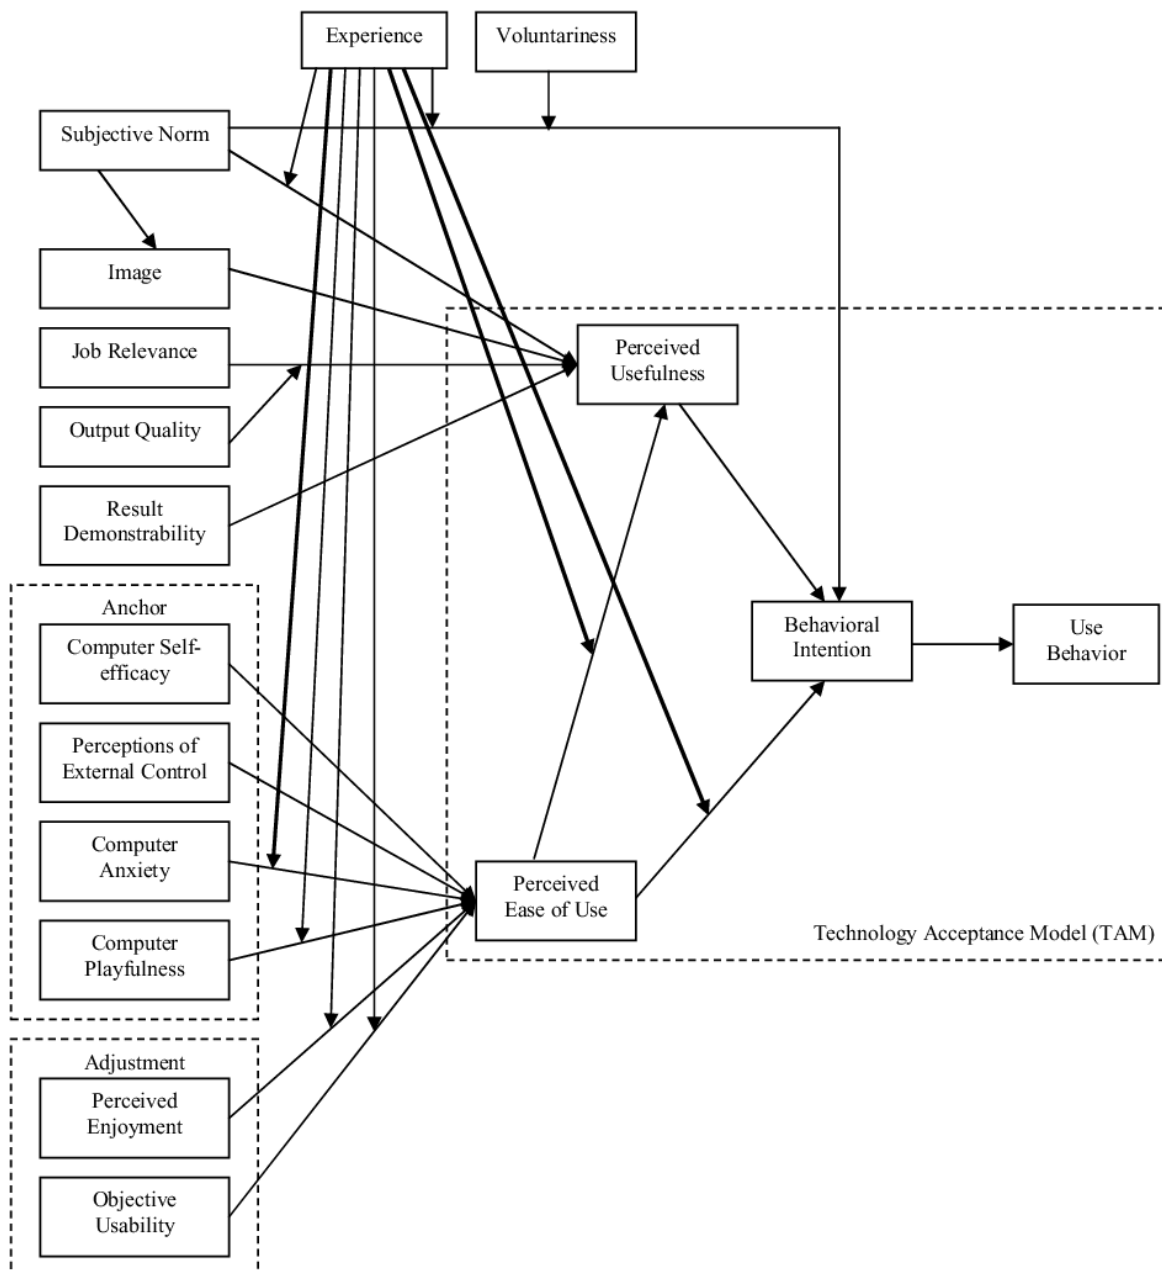 Experience
Voluntariness
Subjective Norm
Image
Job Relevance
Output Quality
Result
Demonstrability
Perceived
Usefulness
Anchor
Computer Self-
efficacy
Perceptions of
External Control
Computer
Anxiety
Computer
Playfulness
Behavioral
Intention
Use
Behavior
Perceived
Ease of Use
Technology Acceptance Model (TAM)
Adjustment
Perceived
Enjoyment
Objective
Usability